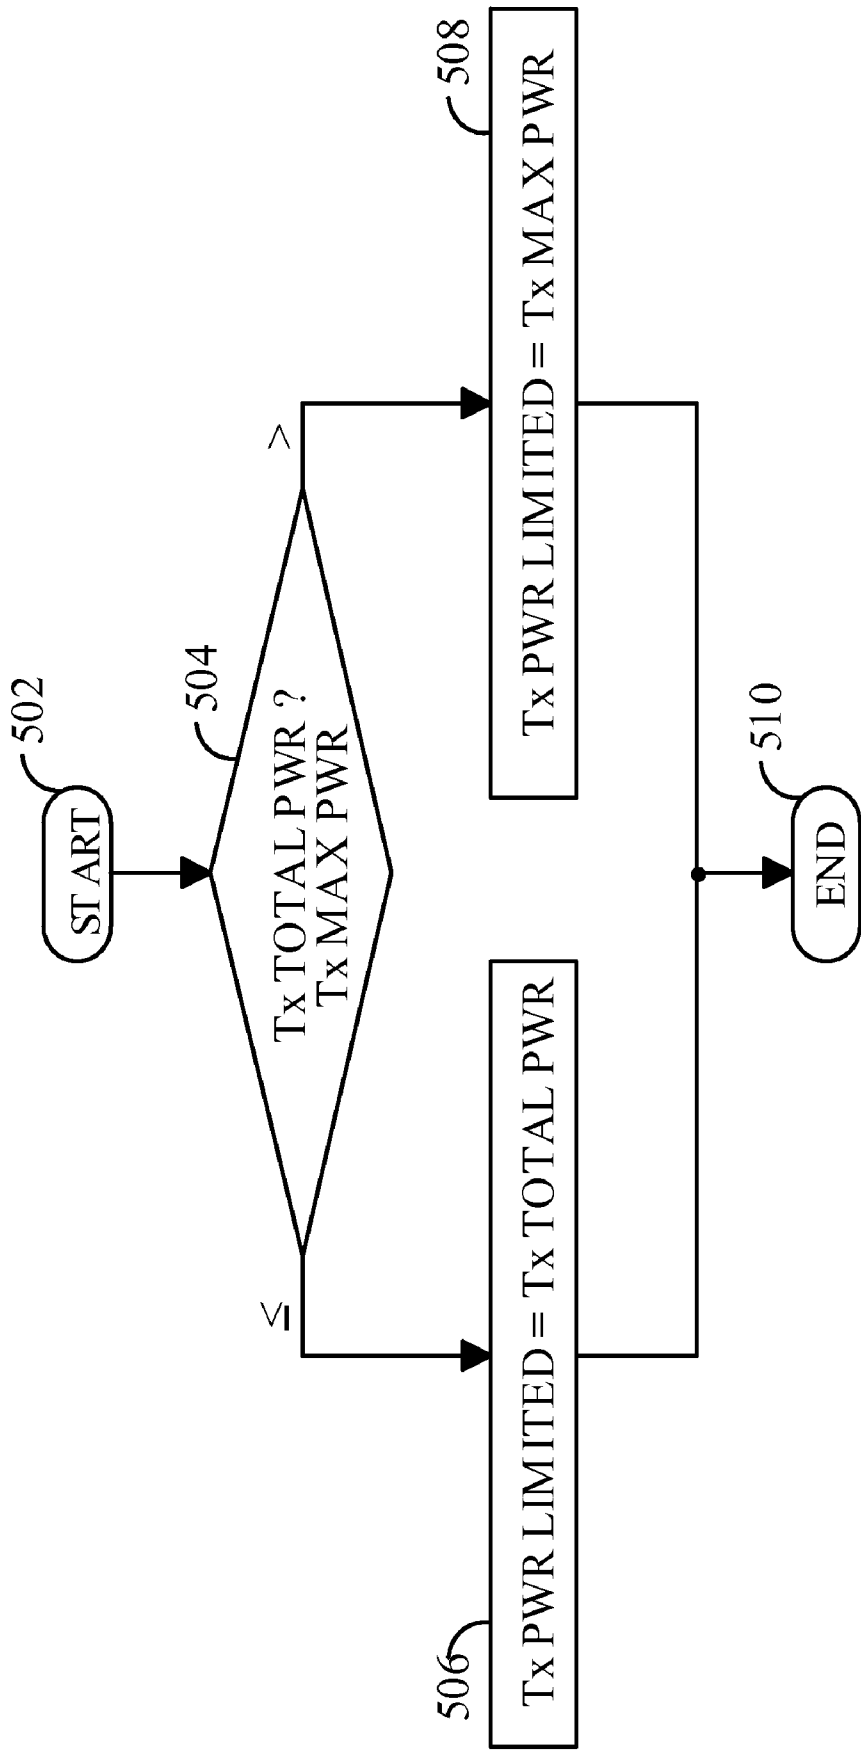 START
502
504
Tx TOTAL PWR ?
Tx MAX PWR
≤
>
506
508
Tx PWR LIMITED = Tx TOTAL PWR
Tx PWR LIMITED = Tx MAX PWR
510
END